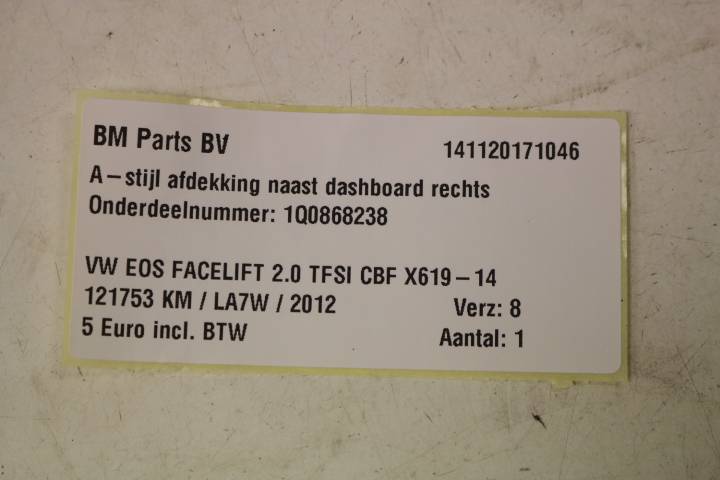 BM Parts BV 141120171046
A–stijl afdekking naast dashboard rechts
Onderdeelnummer: 1Q0868238
VW EOS FACELIFT 2.0 TFSI CBF X619–14
121753 KM / LA7W / 2012 Verz: 8
5 Euro incl. BTW Aantal: 1